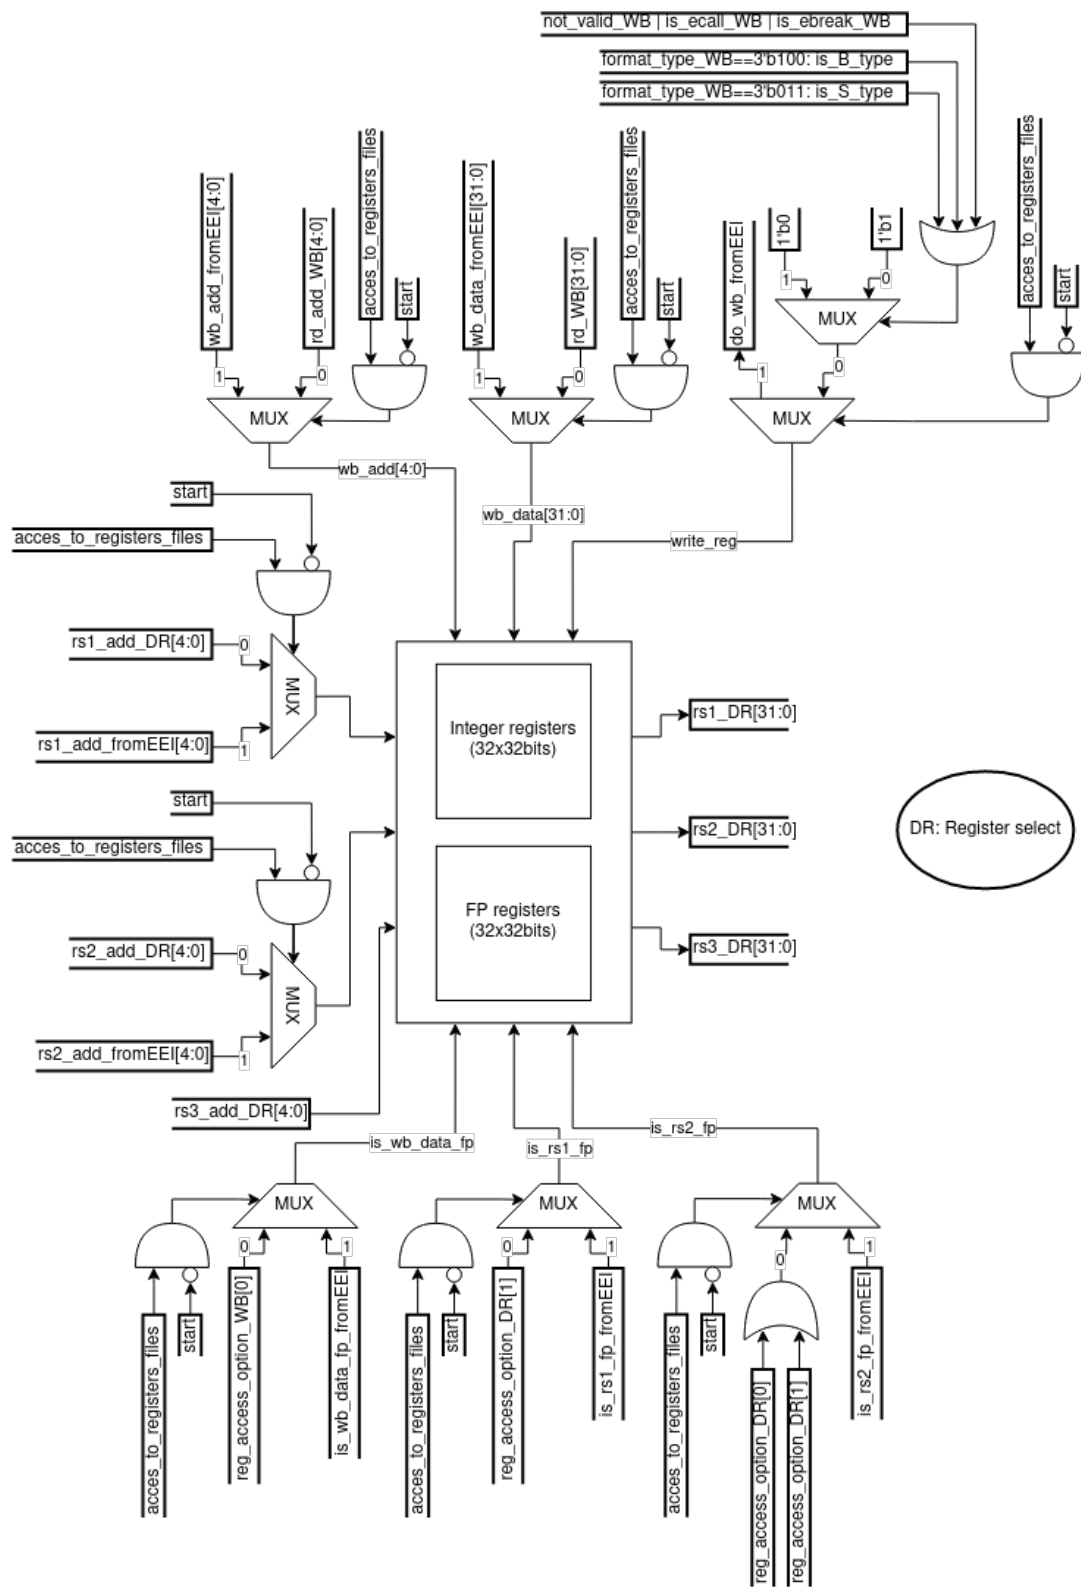 not_valid_WB | is_ecall_WB | is_ebreak_WB
format_type_WB==3'b100: is_B_type
format_type_WB==3'b011: is_S_type
wb_add_fromEEI[4:0]
rd_add_WB[4:0]
acces_to_registers_files
start
wb_data_fromEEI[31:0]
rd_WB[31:0]
acces_to_registers_files
start
do_wb_fromEEI
1'b0
1'b1
acces_to_registers_files
start
1
0
MUX
1
0
MUX
1
0
MUX
1
0
MUX
wb_add[4:0]
wb_data[31:0]
write_reg
start
acces_to_registers_files
rs1_add_DR[4:0]
0
MUX
rs1_add_fromEEI[4:0]
1
start
acces_to_registers_files
rs2_add_DR[4:0]
0
MUX
rs2_add_fromEEI[4:0]
1
rs3_add_DR[4:0]
Integer registers
(32x32bits)
FP registers
(32x32bits)
rs1_DR[31:0]
rs2_DR[31:0]
rs3_DR[31:0]
DR: Register select
is_wb_data_fp
is_rs1_fp
is_rs2_fp
MUX
0
1
MUX
0
1
MUX
0
1
acces_to_registers_files
start
reg_access_option_WB[0]
is_wb_data_fp_fromEEI
acces_to_registers_files
start
reg_access_option_DR[1]
is_rs1_fp_fromEEI
acces_to_registers_files
start
reg_access_option_DR[0]
reg_access_option_DR[1]
is_rs2_fp_fromEEI